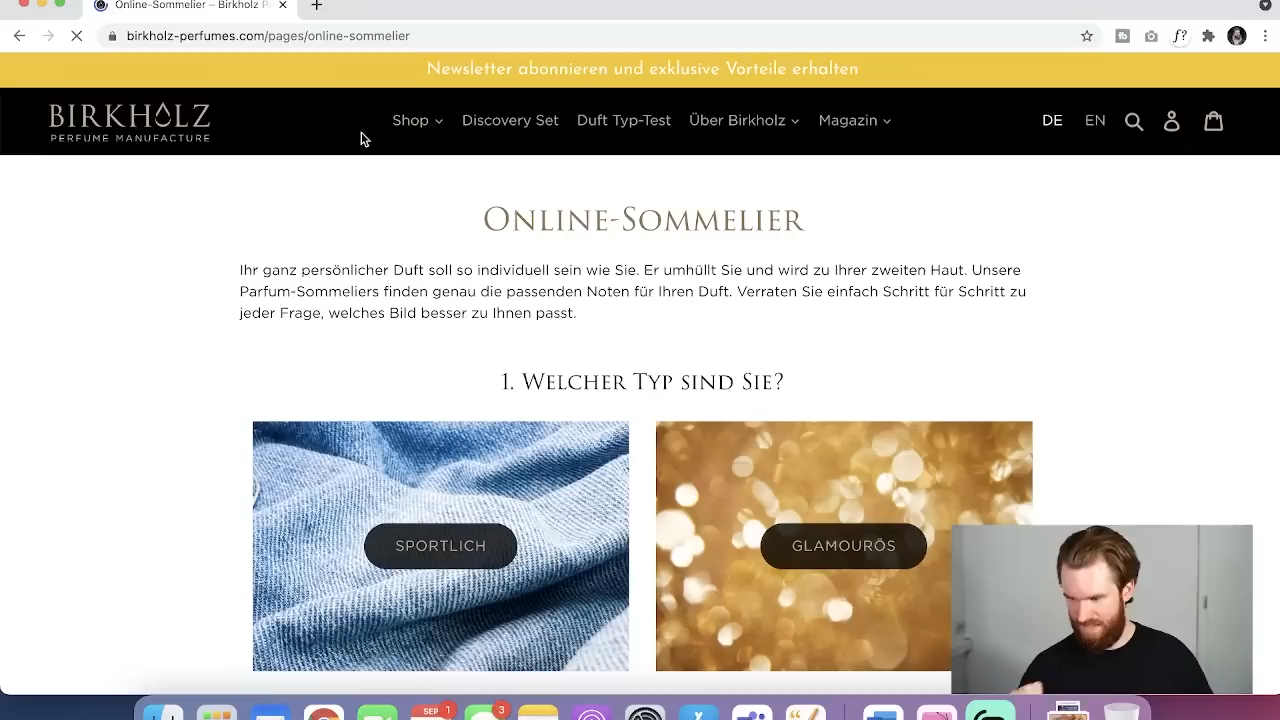 Online-Sommelier – Birkholz P
birkholz-perfumes.com/pages/online-sommelier
Newsletter abonnieren und exklusive Vorteile erhalten
BIRKHOLZ
PERFUME MANUFACTURE
Shop
Discovery Set
Duft Typ-Test
Über Birkholz
Magazin
DE
EN
Online-Sommelier
Ihr ganz persönlicher Duft soll so individuell sein wie Sie. Er umhüllt Sie und wird zu Ihrer zweiten Haut. Unsere
Parfum-Sommeliers finden genau die passenden Noten für Ihren Duft. Verraten Sie einfach Schritt für Schritt zu
jeder Frage, welches Bild besser zu Ihnen passt.
1. Welcher Typ sind Sie?
SPORTLICH
GLAMOURÖS
SEP
1
3